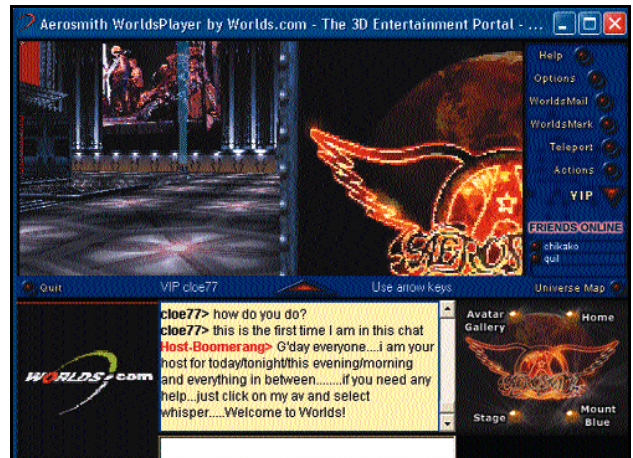 Aerosmith WorldsPlayer by Worlds.com - The 3D Entertainment Portal - ...
Help
Options
WorldsMail
WorldsMark
Teleport
Actions
VIP
FRIENDS ONLINE
chikako
quil
AEROS
Quit
VIP cloe77
Use arrow keys
Universe Map
cloe77> how do you do?
cloe77> this is the first time I am in this chat
Host-Boomerang> G'day everyone....i am your
host for today/tonight/this evening/morning
and everything in between........if you need any
help...just click on my av and select
whisper.....Welcome to Worlds!
WORLDS.com
Avatar
Gallery
Home
Stage
Mount
Blue